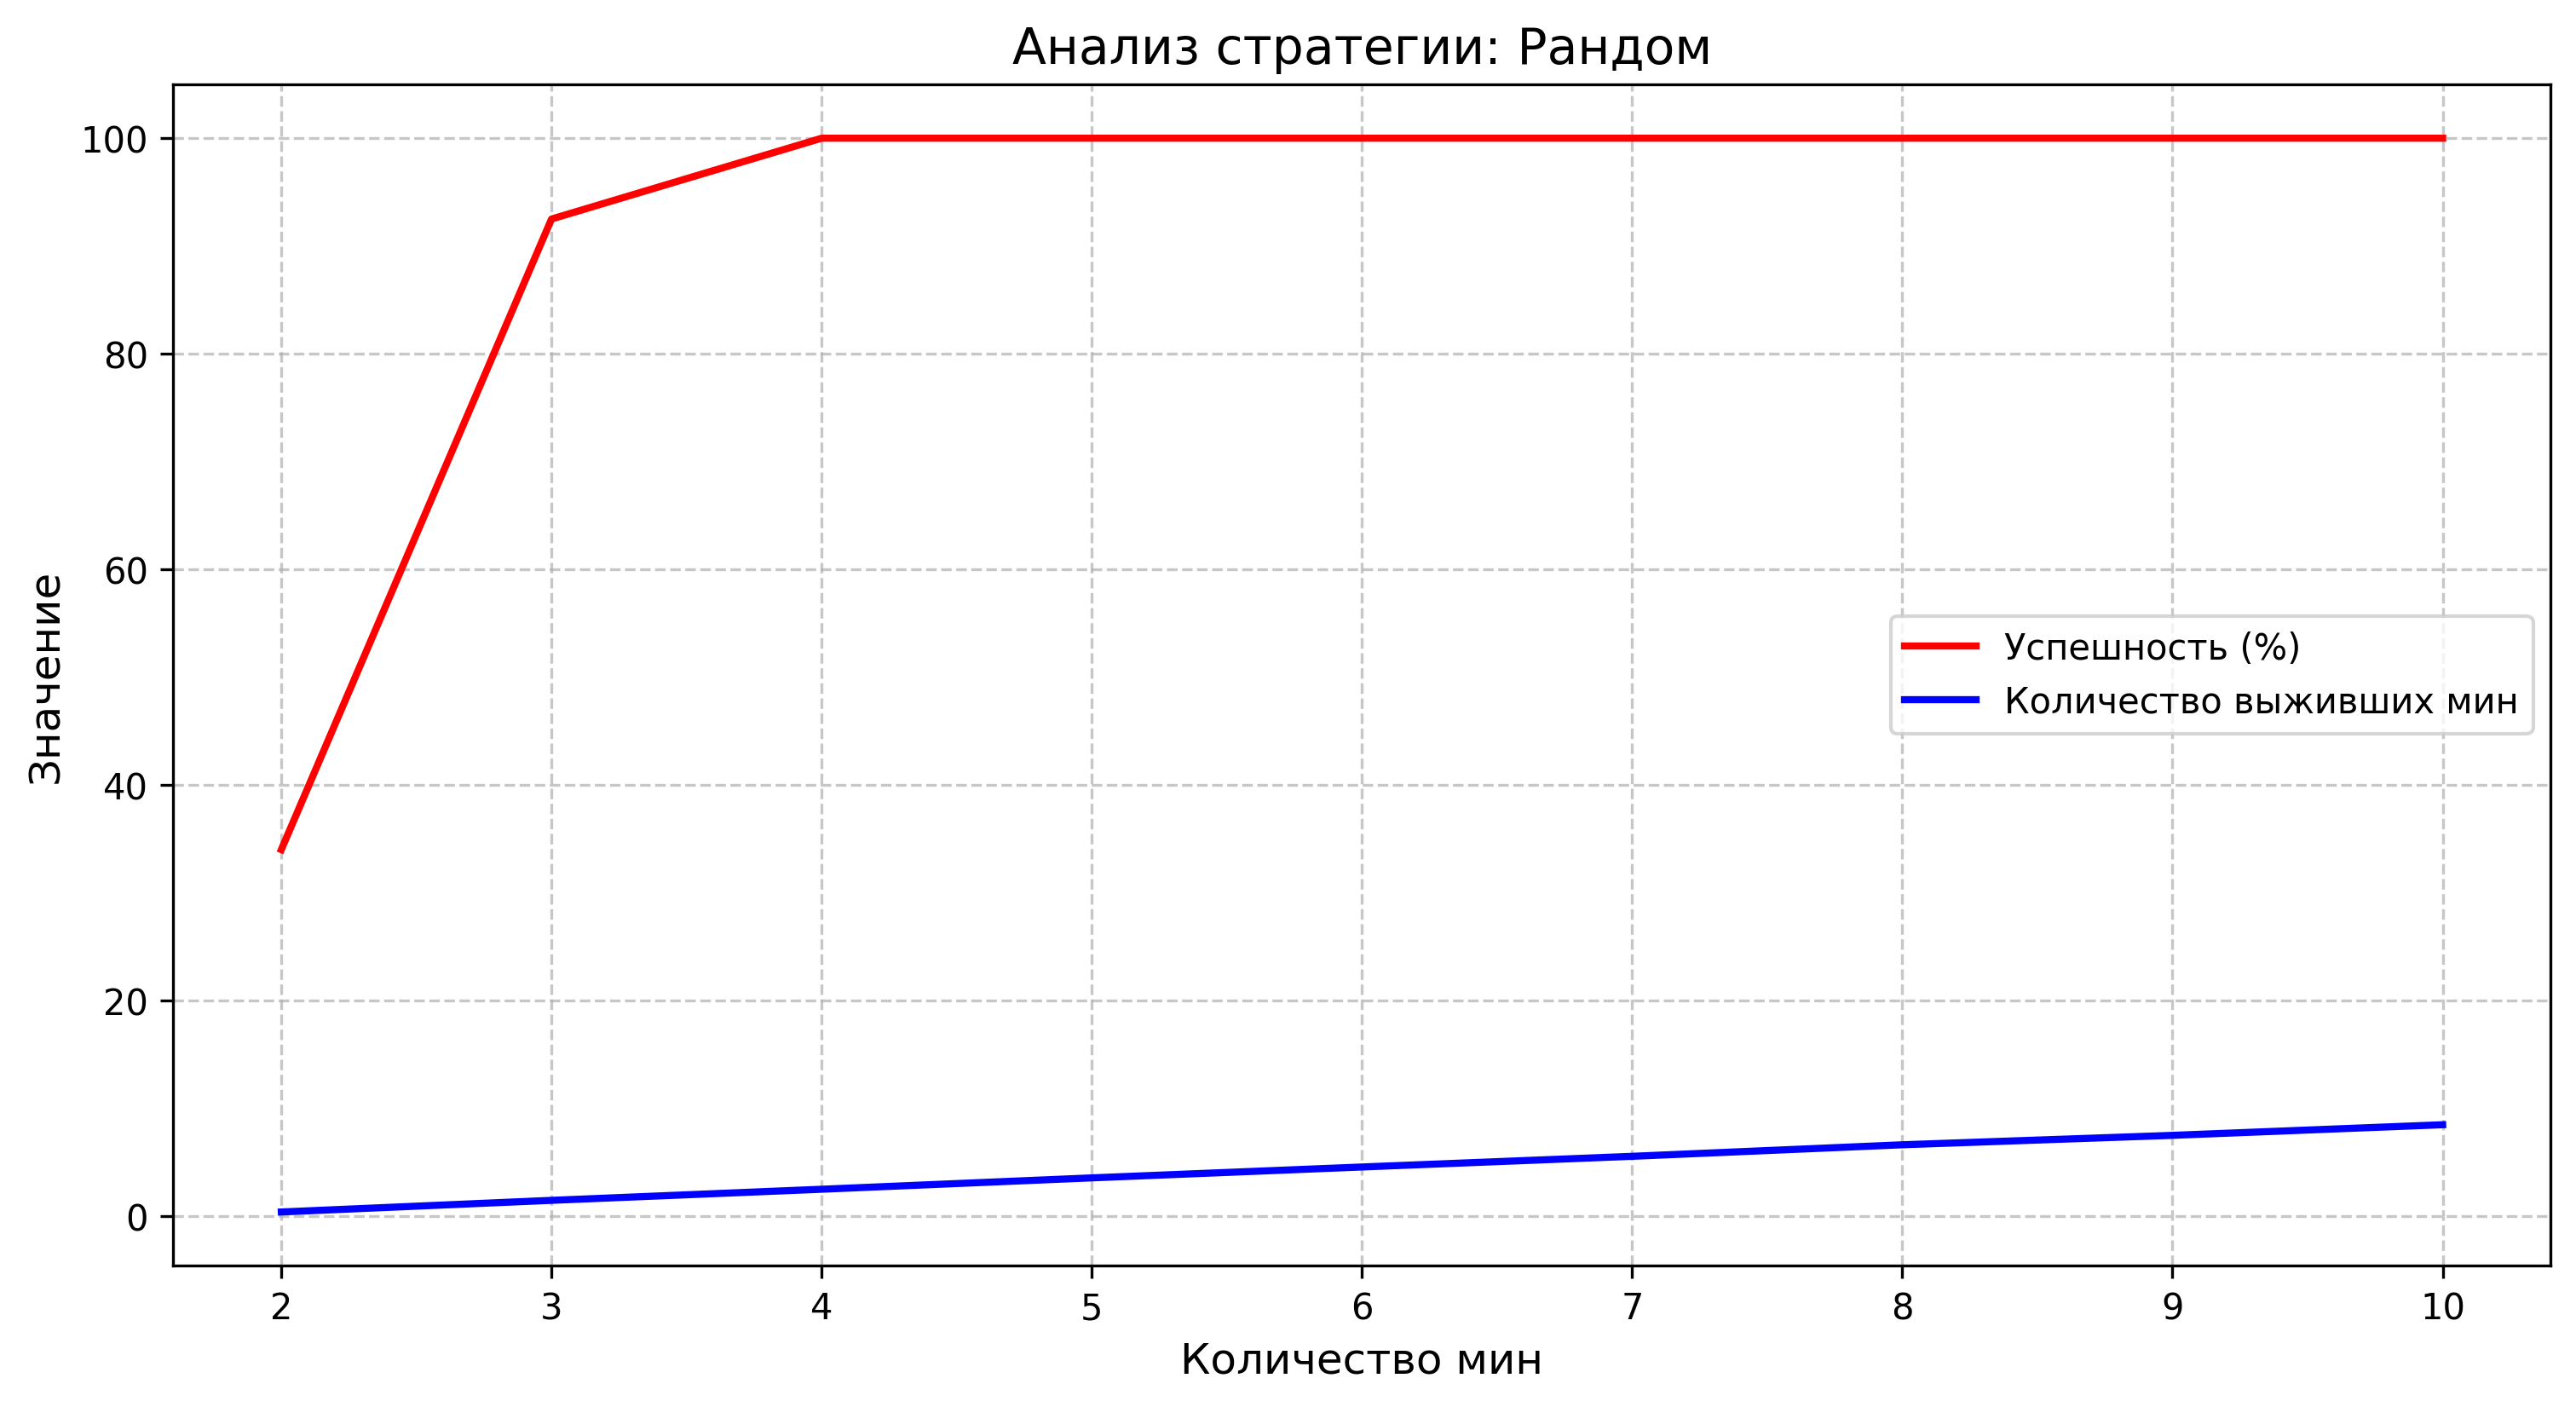 Анализ стратегии: Рандом
Значение
100
80
60
40
20
0
Успешность (%)
Количество выживших мин
2 3 4 5 6 7 8 9 10
Количество мин